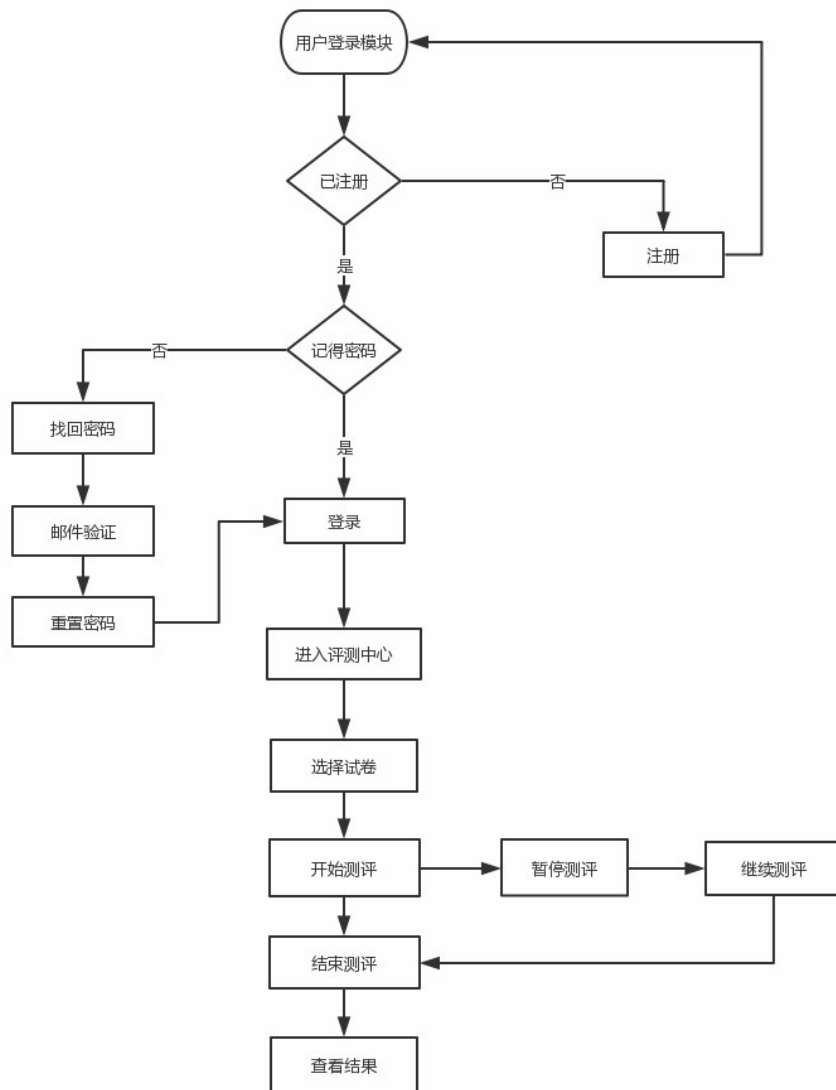 用户登录模块
已注册
否
注册
是
记得密码
否
找回密码
是
邮件验证
登录
重置密码
进入评测中心
选择试卷
开始测评
暂停测评
继续测评
结束测评
查看结果